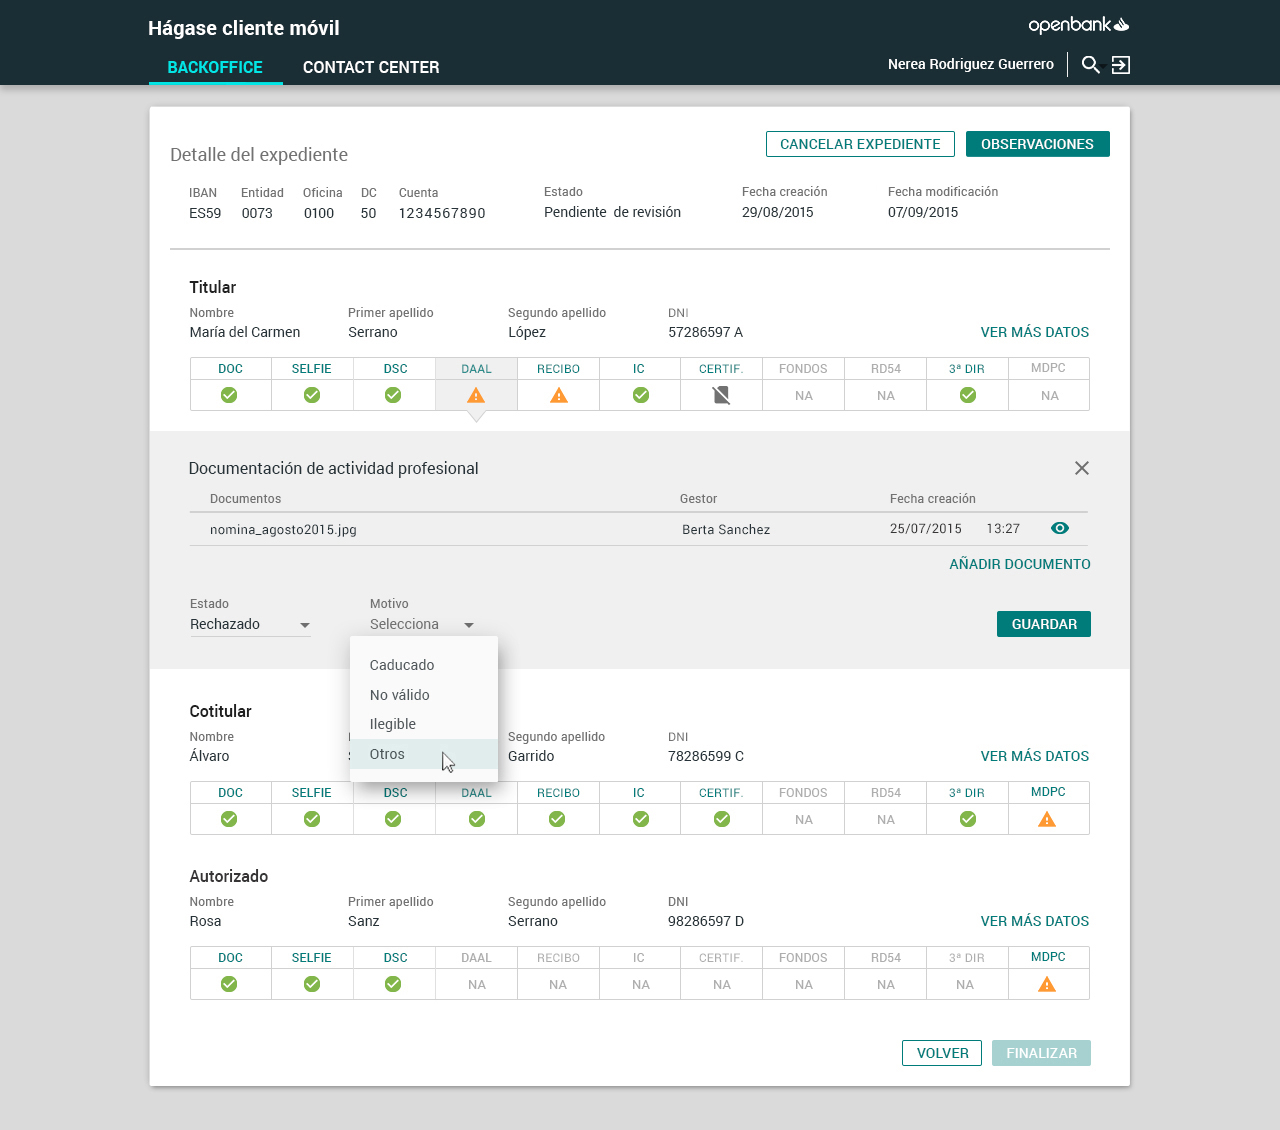 Hágase cliente móvil
openbank
BACKOFFICE CONTACT CENTER
Nerea Rodriguez Guerrero
Detalle del expediente
CANCELAR EXPEDIENTE OBSERVACIONES
IBAN Entidad Oficina DC Cuenta Estado Fecha creación Fecha modificación
ES59 0073 0100 50 1234567890 Pendiente de revisión 29/08/2015 07/09/2015
Titular
Nombre Primer apellido Segundo apellido DNI
María del Carmen Serrano López 57286597 A VER MÁS DATOS
DOC SELFIE DSC DAAL RECIBO IC CERTIF. FONDOS RD54 3ª DIR MDPC
NA NA NA
Documentación de actividad profesional
Documentos Gestor Fecha creación
nomina_agosto2015.jpg Berta Sanchez 25/07/2015 13:27
AÑADIR DOCUMENTO
Estado Motivo
Rechazado Selecciona GUARDAR
Caducado
No válido
Ilegible
Otros
Cotitular
Nombre Segundo apellido DNI
Álvaro Garrido 78286599 C VER MÁS DATOS
DOC SELFIE DSC DAAL RECIBO IC CERTIF. FONDOS RD54 3ª DIR MDPC
NA NA
Autorizado
Nombre Primer apellido Segundo apellido DNI
Rosa Sanz Serrano 98286597 D VER MÁS DATOS
DOC SELFIE DSC DAAL RECIBO IC CERTIF. FONDOS RD54 3ª DIR MDPC
NA NA NA NA NA NA NA
VOLVER FINALIZAR